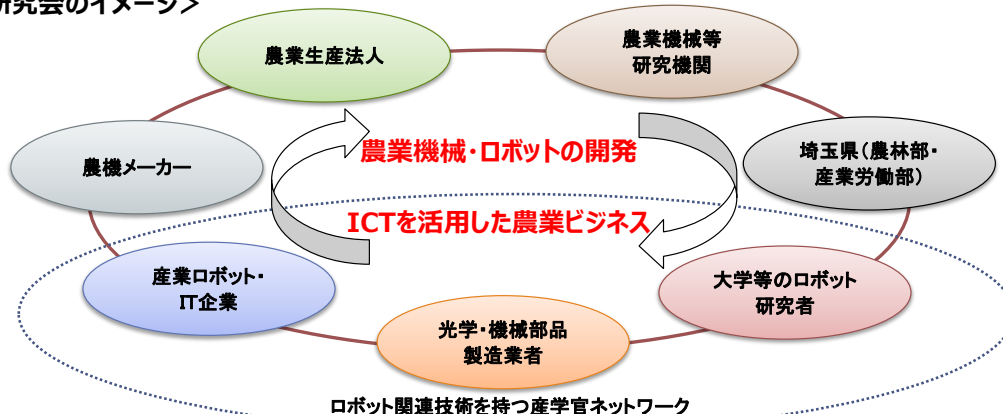 研究会のイメージ＞
農業生産法人
農業機械等
研究機関
農機メーカー
農業機械・ロボットの開発
埼玉県（農林部・
産業労働部）
ICTを活用した農業ビジネス
産業ロボット・
IT企業
大学等のロボット
研究者
光学・機械部品
製造業者
ロボット関連技術を持つ産学官ネットワーク